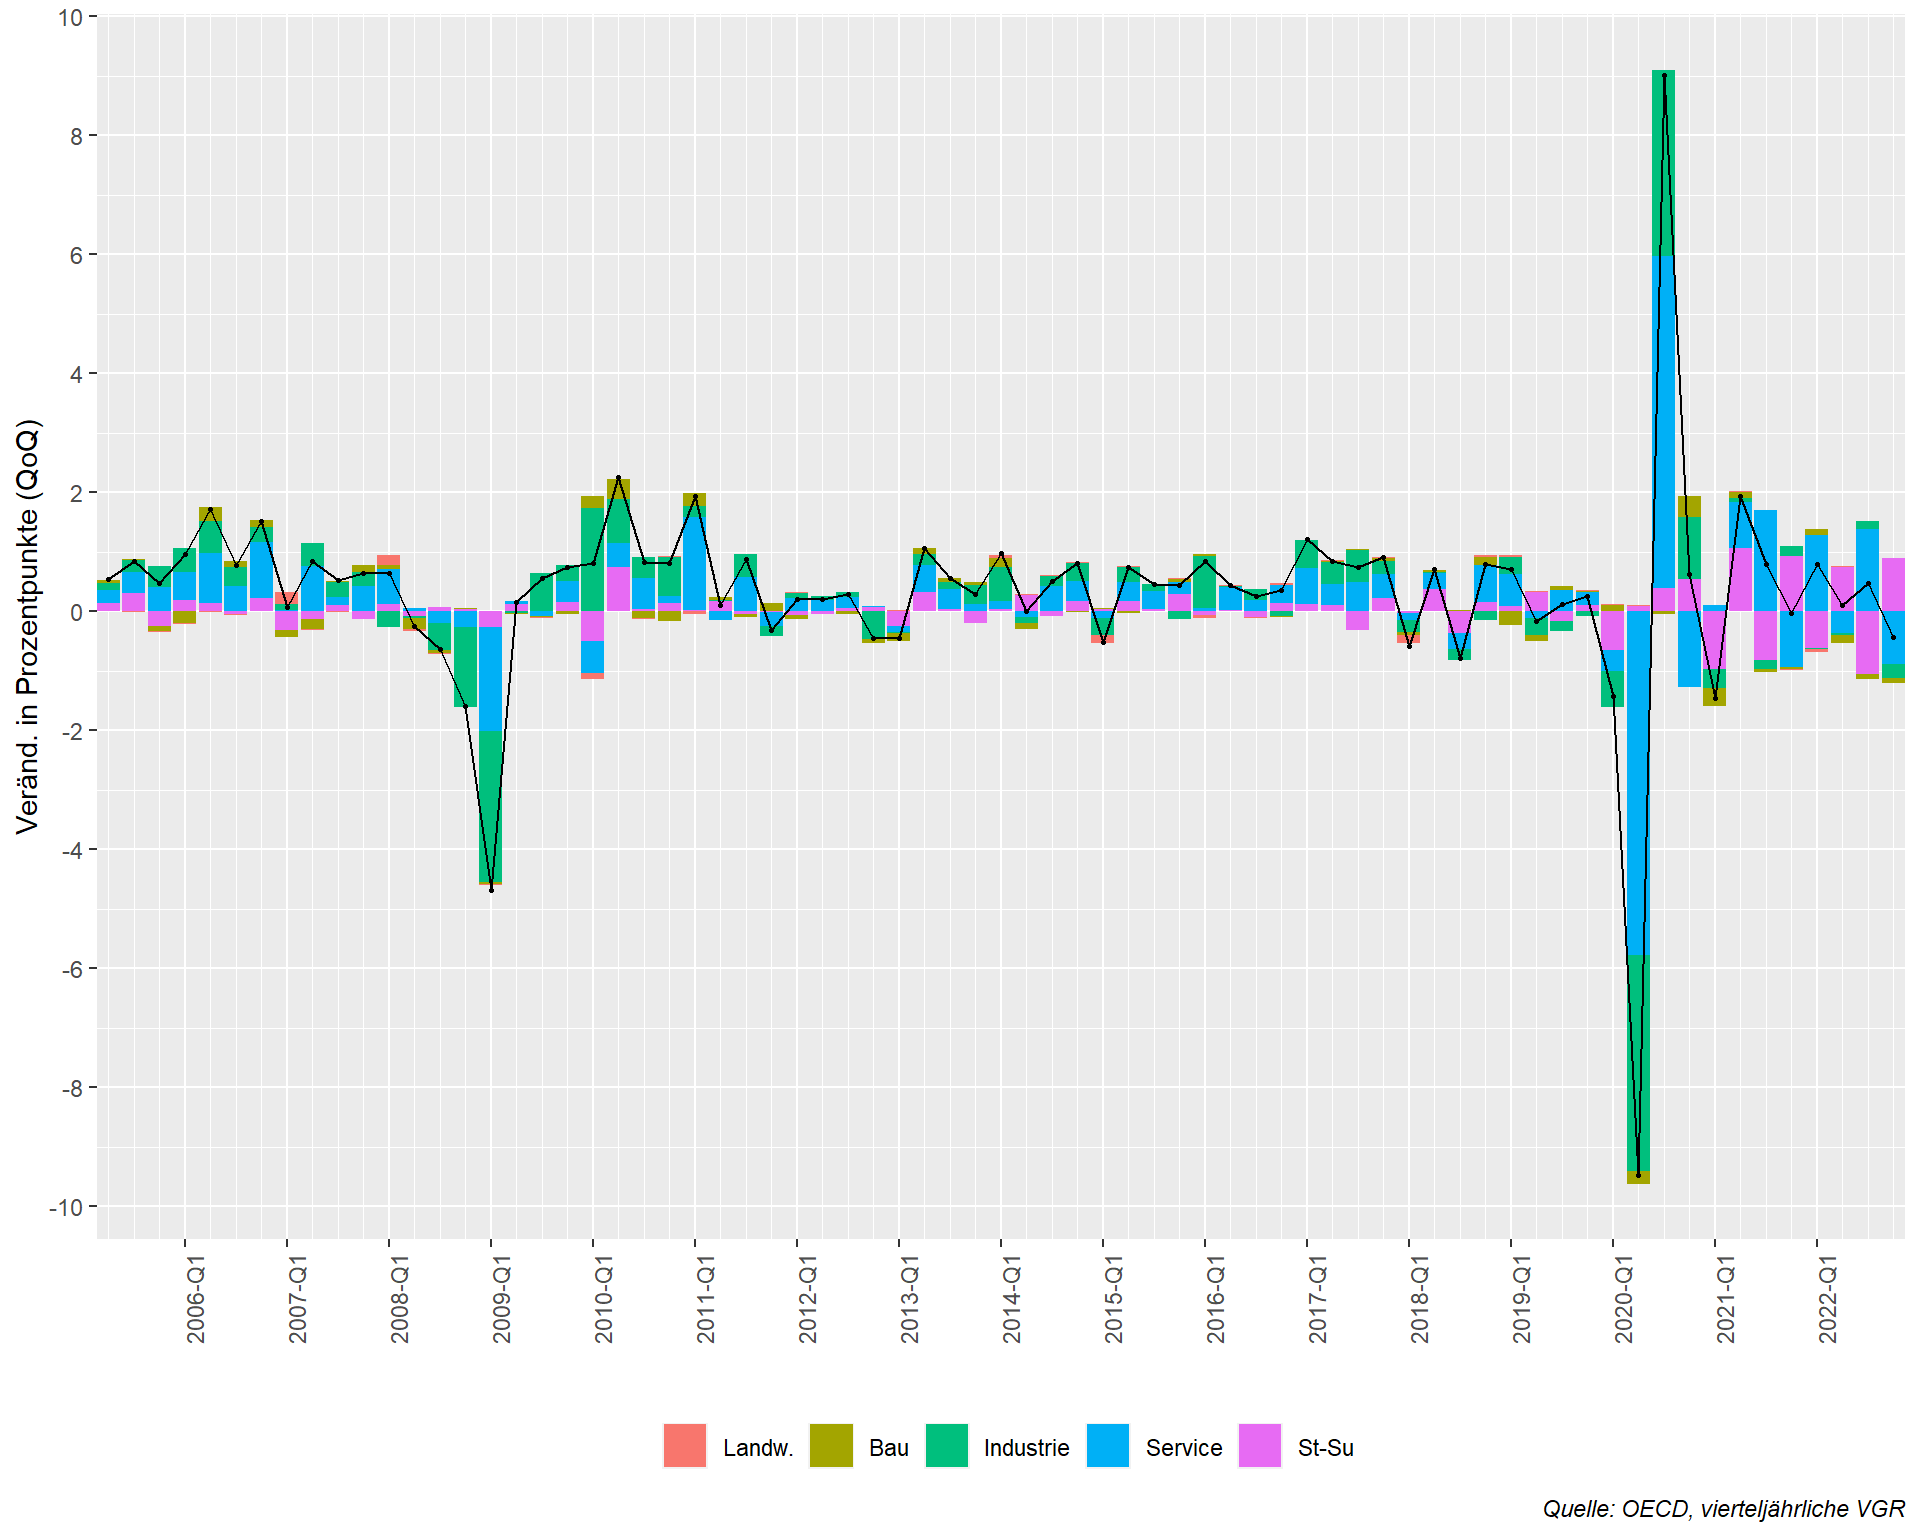 Veränd. in Prozentpunkte (QoQ)
10
8
6
4
2
0
-2
-4
-6
-8
-10
2006-Q1
2007-Q1
2008-Q1
2009-Q1
2010-Q1
2011-Q1
2012-Q1
2013-Q1
2014-Q1
2015-Q1
2016-Q1
2017-Q1
2018-Q1
2019-Q1
2020-Q1
2021-Q1
2022-Q1
Landw. Bau Industrie Service St-Su
Quelle: OECD, vierteljährliche VGR